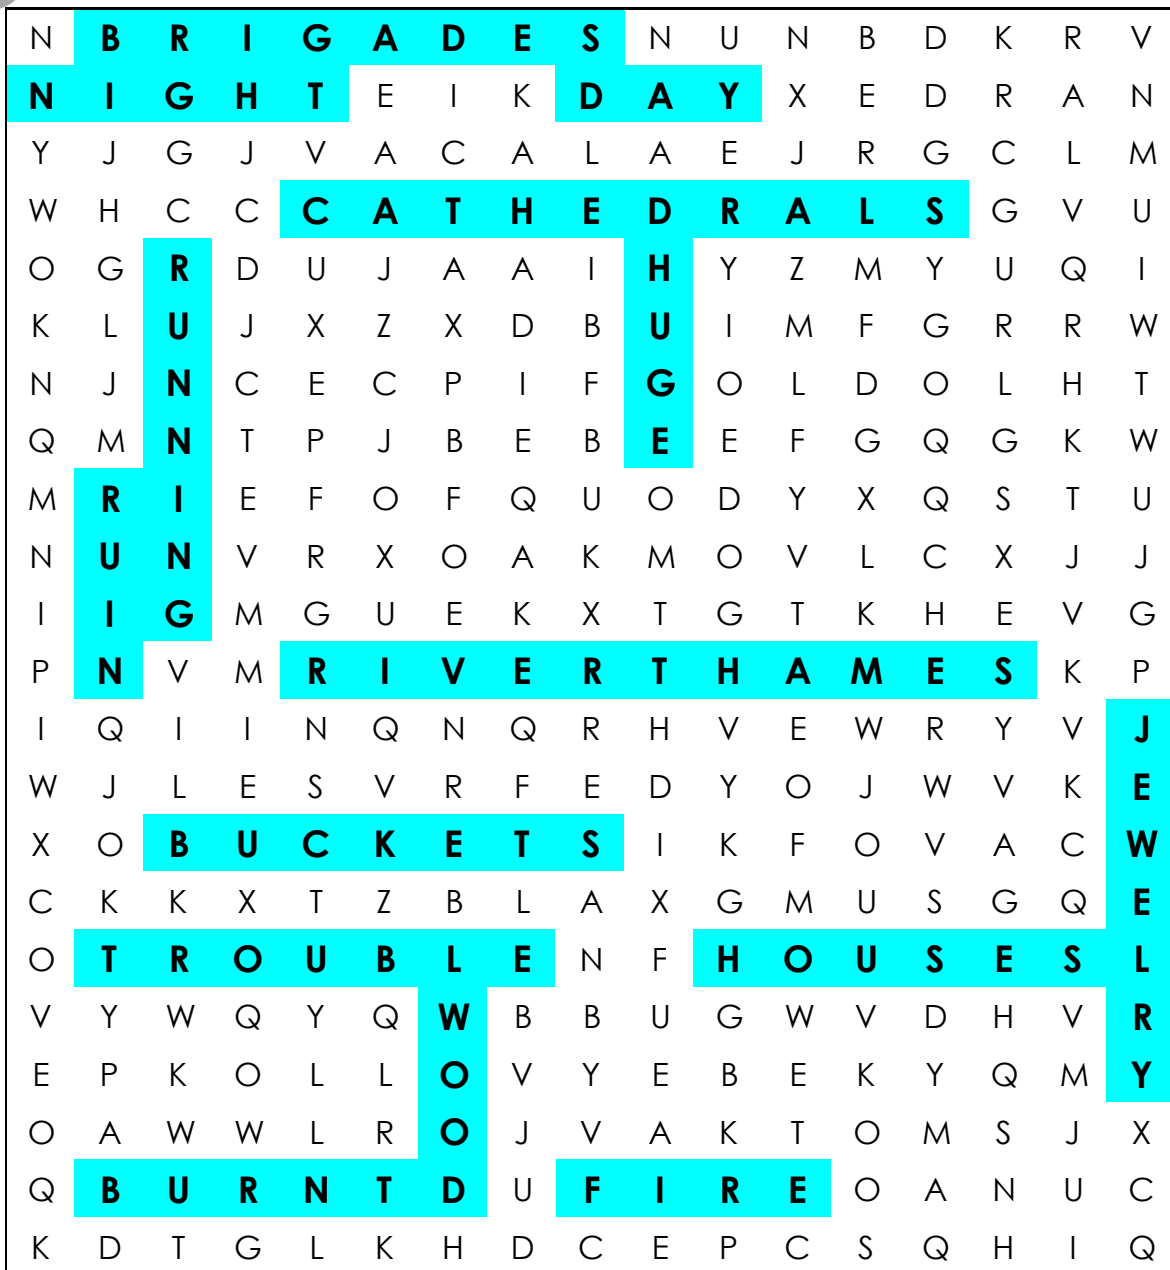 N B R I G A D E S N U N B D K R V
N I G H T E I K D A Y X E D R A N
Y J G J V A C A L A E J R G C L M
W H C C C A T H E D R A L S G V U
O G R D U J A A I H Y Z M Y U Q I
K L U J X Z X D B U I M F G R R W
N J N C E C P I F G O L D O L H T
Q M N T P J B E B E E F G Q G K W
M R I E F O F Q U O D Y X Q S T U
N U N V R X O A K M O V L C X J J
I I G M G U E K X T G T K H E V G
P N V M R I V E R T H A M E S K P
I Q I I N Q N Q R H V E W R Y V J
W J L E S V R F E D Y O J W V K E
X O B U C K E T S I K F O V A C W
C K K X T Z B L A X G M U S G Q E
O T R O U B L E N F H O U S E S L
V Y W Q Y Q W B B U G W V D H V R
E P K O L L O V Y E B E K Y Q M Y
O A W W L R O J V A K T O M S J X
Q B U R N T D U F I R E O A N U C
K D T G L K H D C E P C S Q H I Q